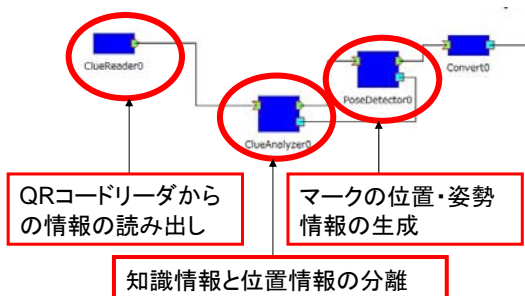 ClueReader0
ClueAnalyzer0
PoseDetector0
Convert0
QRコードリーダから
の情報の読み出し
マークの位置・姿勢
情報の生成
知識情報と位置情報の分離